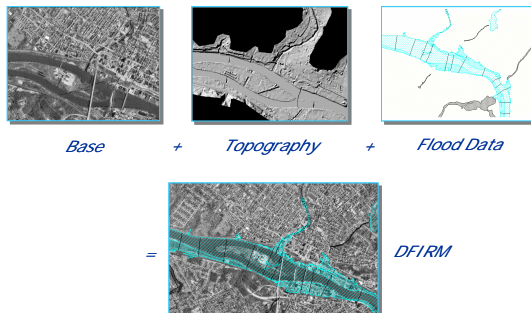 Base + Topography + Flood Data
= DFIRM